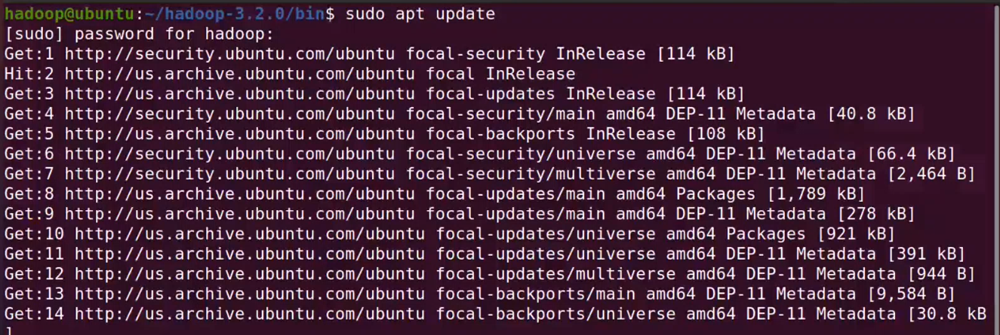 hadoop@ubuntu:~/hadoop-3.2.0/bin$ sudo apt update
[sudo] password for hadoop:
Get:1 http://security.ubuntu.com/ubuntu focal-security InRelease [114 kB]
Hit:2 http://us.archive.ubuntu.com/ubuntu focal InRelease
Get:3 http://us.archive.ubuntu.com/ubuntu focal-updates InRelease [114 kB]
Get:4 http://security.ubuntu.com/ubuntu focal-security/main amd64 DEP-11 Metadata [40.8 kB]
Get:5 http://us.archive.ubuntu.com/ubuntu focal-backports InRelease [108 kB]
Get:6 http://security.ubuntu.com/ubuntu focal-security/universe amd64 DEP-11 Metadata [66.4 kB]
Get:7 http://security.ubuntu.com/ubuntu focal-security/multiverse amd64 DEP-11 Metadata [2,464 B]
Get:8 http://us.archive.ubuntu.com/ubuntu focal-updates/main amd64 Packages [1,789 kB]
Get:9 http://us.archive.ubuntu.com/ubuntu focal-updates/main amd64 DEP-11 Metadata [278 kB]
Get:10 http://us.archive.ubuntu.com/ubuntu focal-updates/universe amd64 Packages [921 kB]
Get:11 http://us.archive.ubuntu.com/ubuntu focal-updates/universe amd64 DEP-11 Metadata [391 kB]
Get:12 http://us.archive.ubuntu.com/ubuntu focal-updates/multiverse amd64 DEP-11 Metadata [944 B]
Get:13 http://us.archive.ubuntu.com/ubuntu focal-backports/main amd64 DEP-11 Metadata [9,584 B]
Get:14 http://us.archive.ubuntu.com/ubuntu focal-backports/universe amd64 DEP-11 Metadata [30.8 kB
]